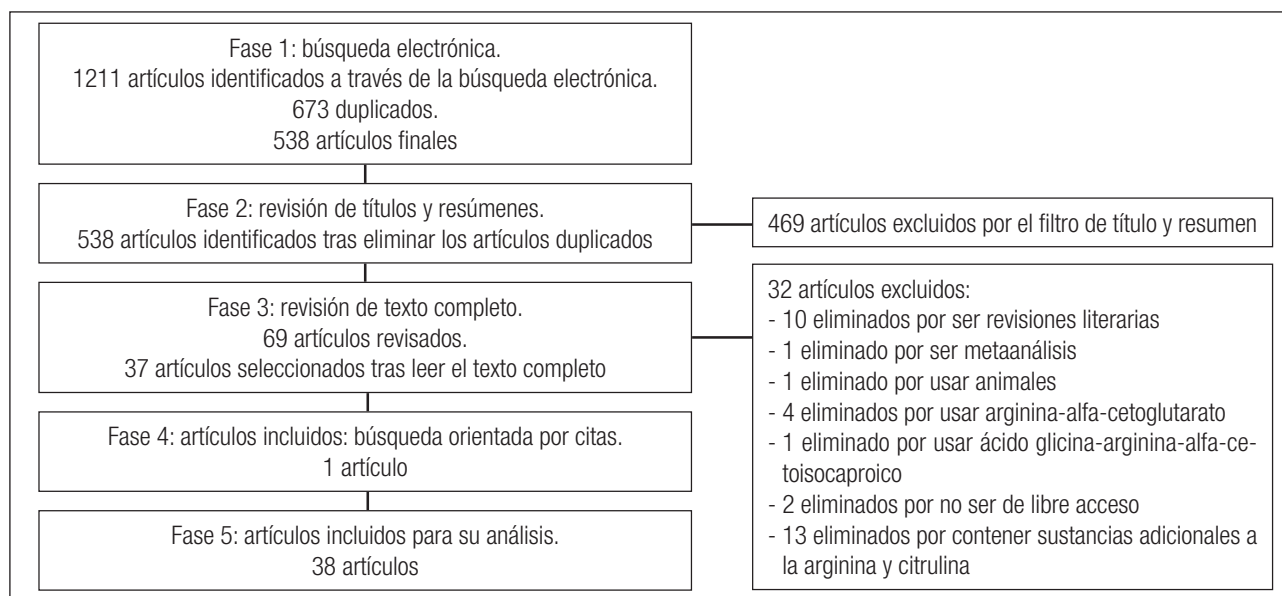 Fase 1: búsqueda electrónica.
1211 artículos identificados a través de la búsqueda electrónica.
673 duplicados.
538 artículos finales
Fase 2: revisión de títulos y resúmenes.
538 artículos identificados tras eliminar los artículos duplicados
469 artículos excluidos por el filtro de título y resumen
Fase 3: revisión de texto completo.
69 artículos revisados.
37 artículos seleccionados tras leer el texto completo
32 artículos excluidos:
- 10 eliminados por ser revisiones literarias
- 1 eliminado por ser metaanálisis
- 1 eliminado por usar animales
- 4 eliminados por usar arginina-alfa-cetoglutarato
- 1 eliminado por usar ácido glicina-arginina-alfa-ce-
toisocaproico
- 2 eliminados por no ser de libre acceso
- 13 eliminados por contener sustancias adicionales a
la arginina y citrulina
Fase 4: artículos incluidos: búsqueda orientada por citas.
1 artículo
Fase 5: artículos incluidos para su análisis.
38 artículos